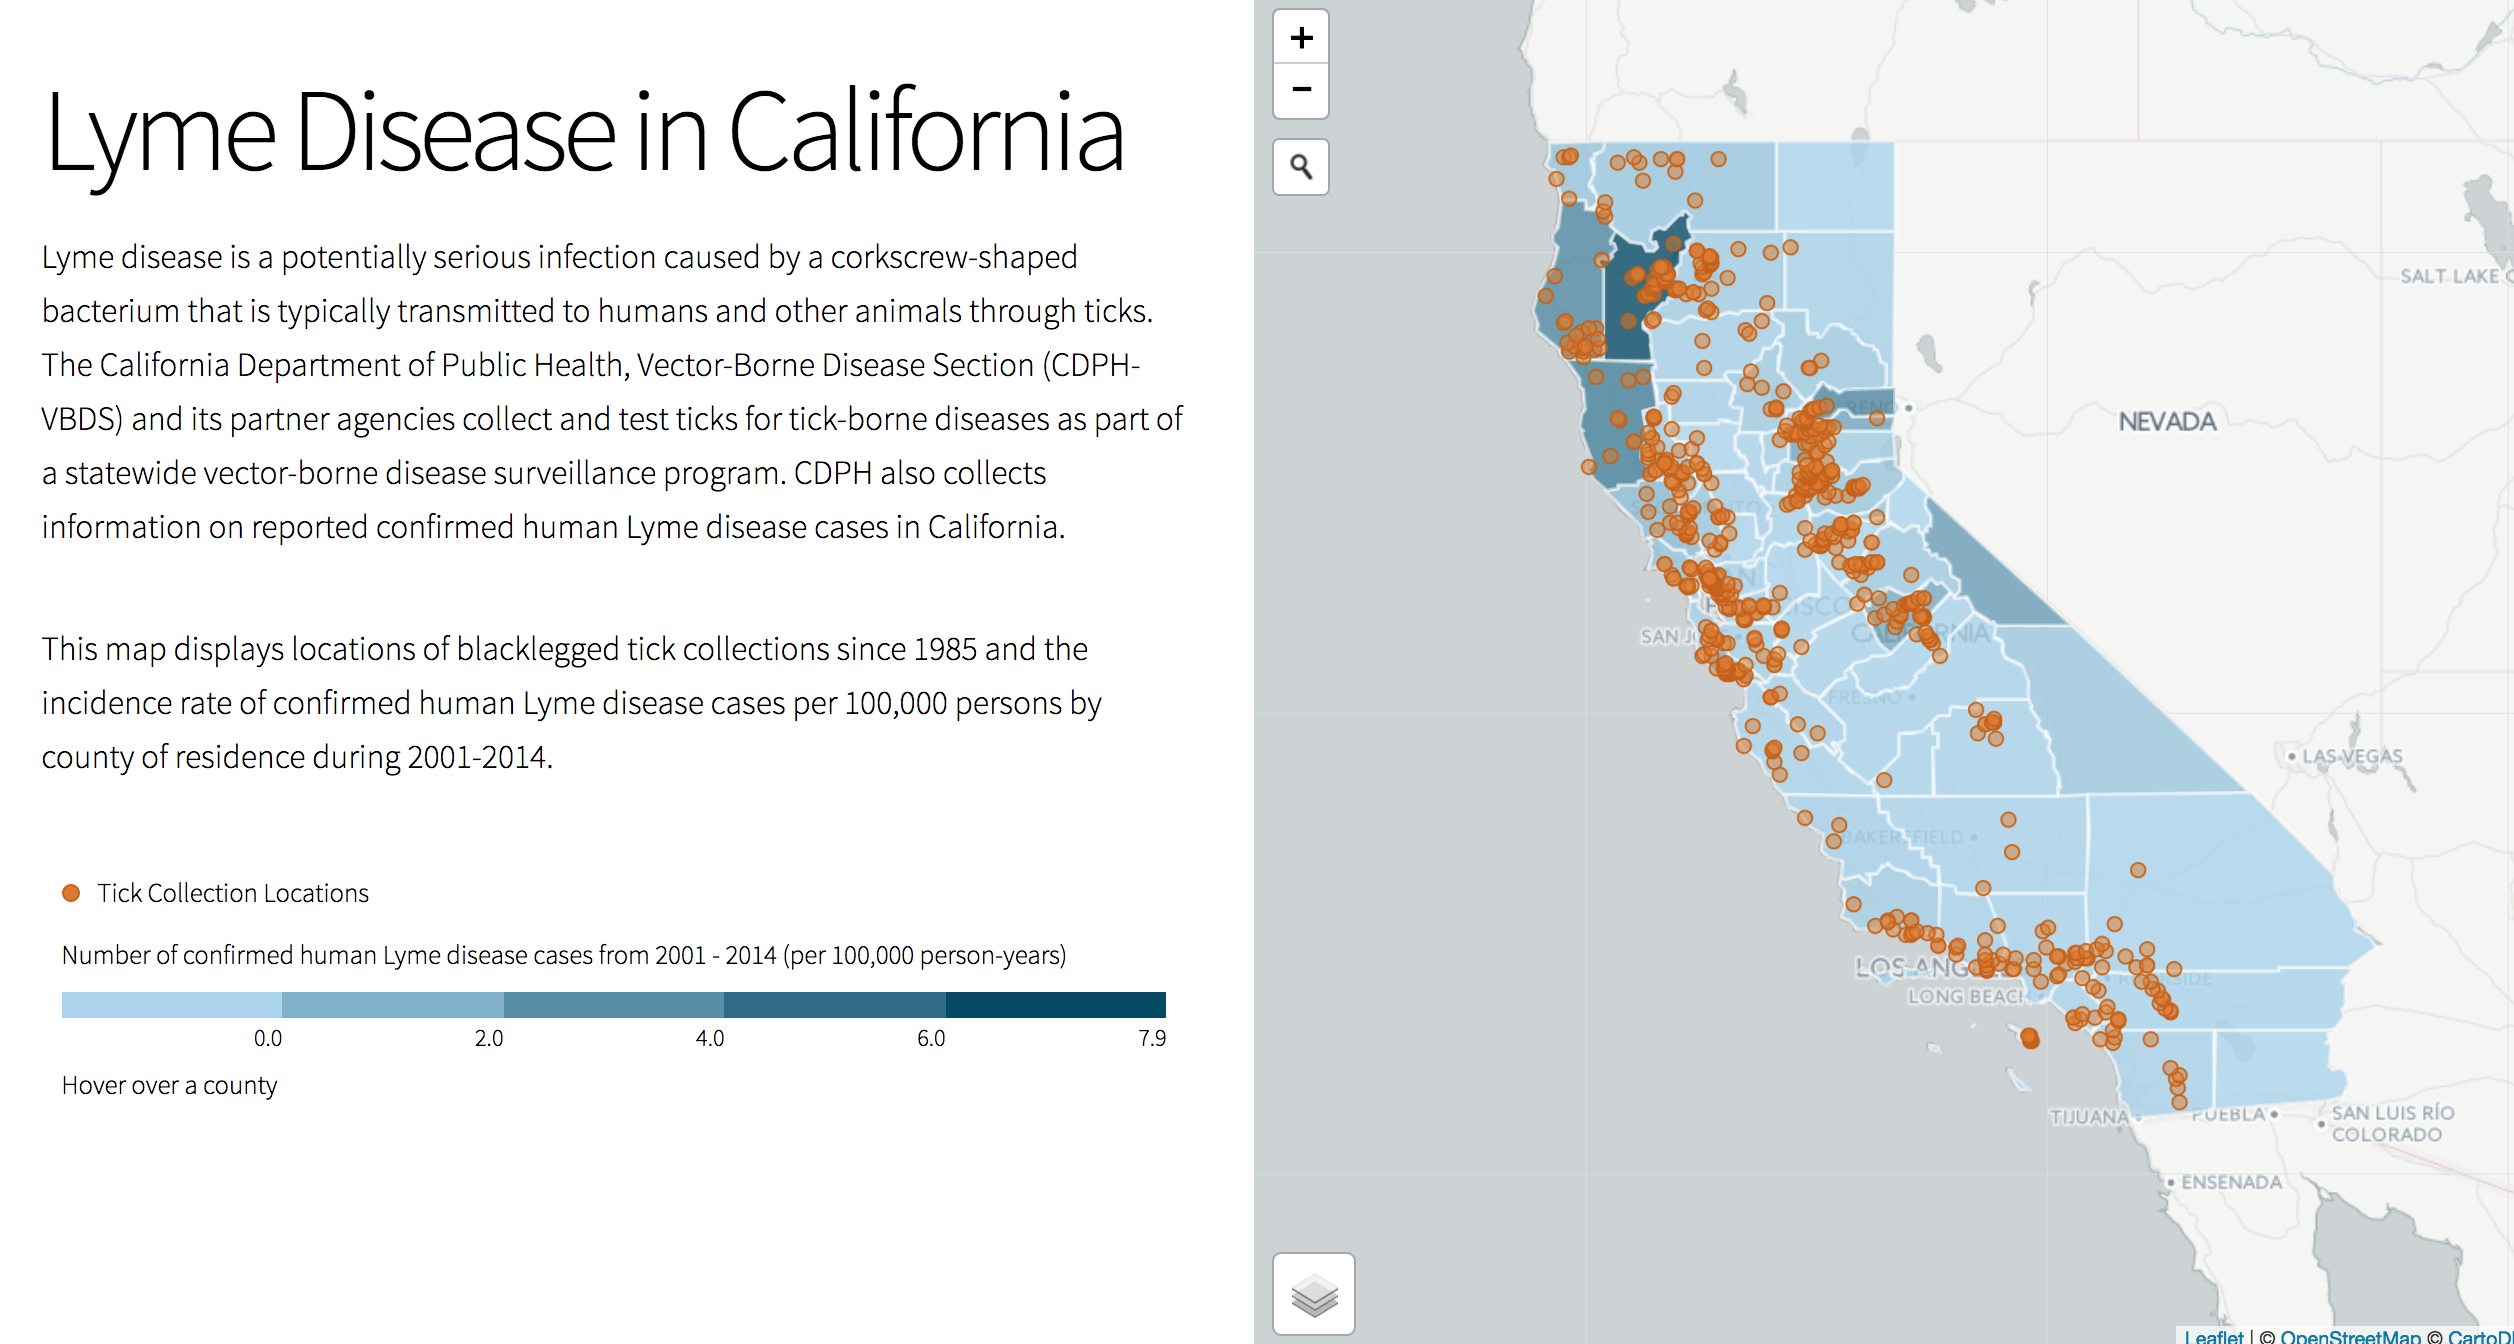 Lyme Disease in California
Lyme disease is a potentially serious infection caused by a corkscrew-shaped
bacterium that is typically transmitted to humans and other animals through ticks.
The California Department of Public Health, Vector-Borne Disease Section (CDPH-
VBDS) and its partner agencies collect and test ticks for tick-borne diseases as part of
a statewide vector-borne disease surveillance program. CDPH also collects
information on reported confirmed human Lyme disease cases in California.
This map displays locations of blacklegged tick collections since 1985 and the
incidence rate of confirmed human Lyme disease cases per 100,000 persons by
county of residence during 2001-2014.
Tick Collection Locations
Number of confirmed human Lyme disease cases from 2001 - 2014 (per 100,000 person-years)
0.0 2.0 4.0 6.0 7.9
Hover over a county
+
−
SALT LAKE
RENO
NEVADA
SAN
FRESNO
LAS VEGAS
BAKERSFIELD
LONG BEACH
TIJUANA
PUEBLA
SAN LUIS RÍO
COLORADO
ENSENADA
Leaflet | © OpenStreetMap © CartoD